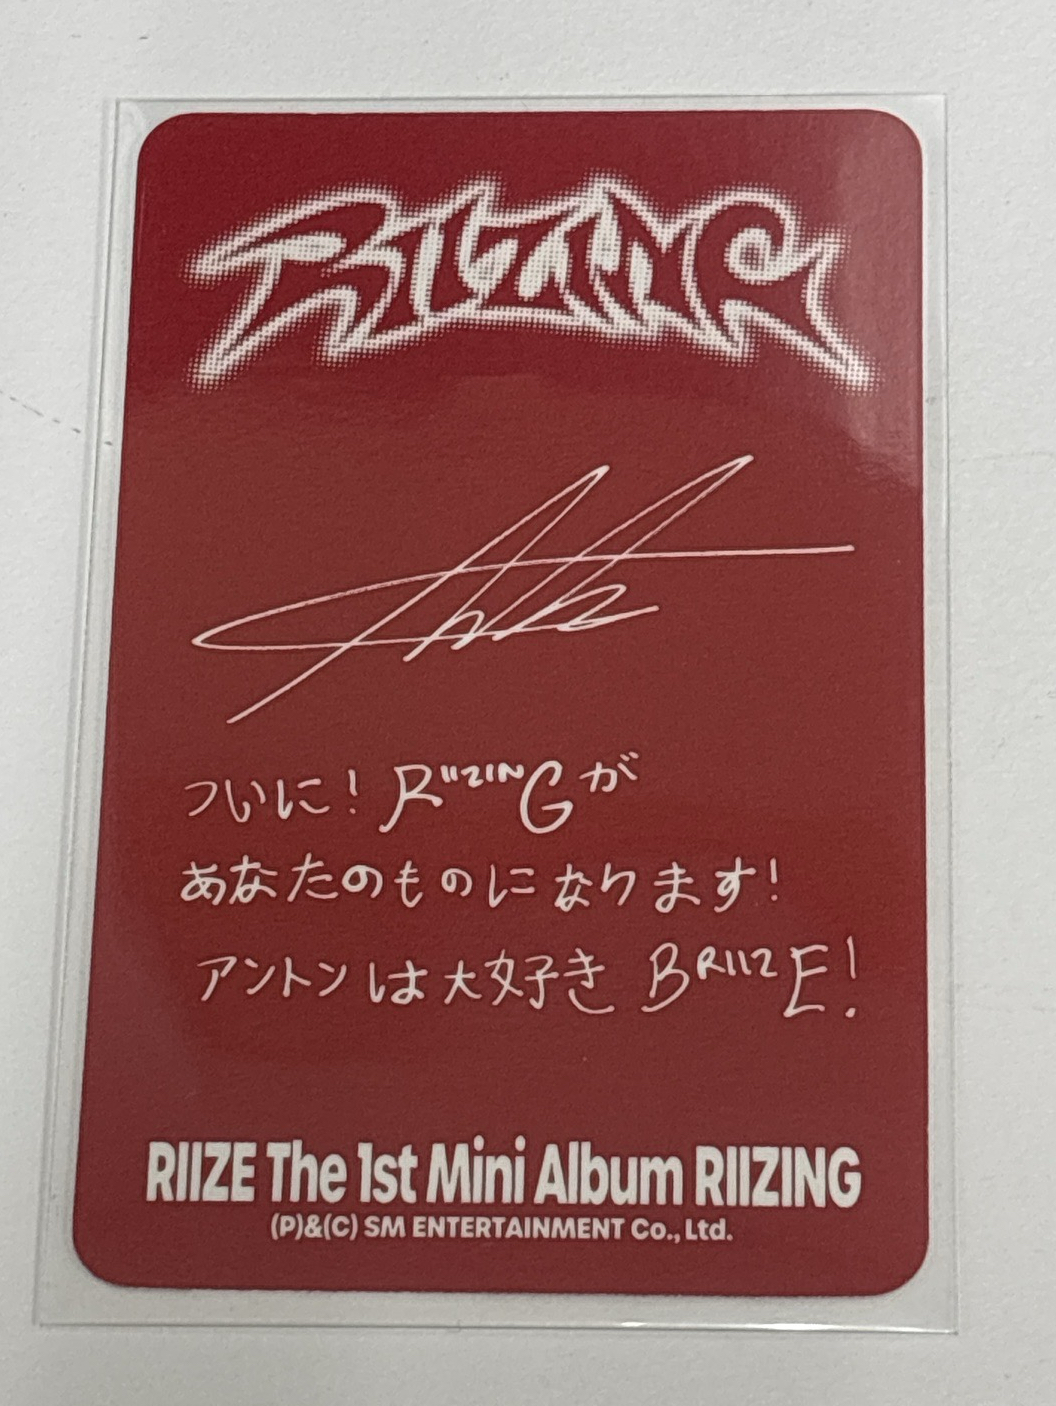 RIIZING
ついに! RIIZINGが
あなたのものになります!
アントンは大好き BRIIZE!
RIIZE The 1st Mini Album RIIZING
(P)&(C) SM ENTERTAINMENT Co., Ltd.